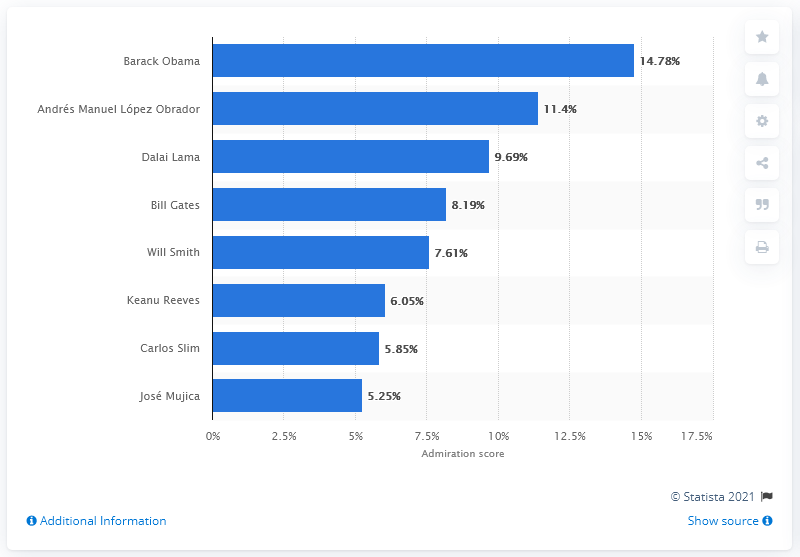 Barack Obama 14.78%
Andrés Manuel López Obrador 11.4%
Dalai Lama 9.69%
Bill Gates 8.19%
Will Smith 7.61%
Keanu Reeves 6.05%
Carlos Slim 5.85%
José Mujica 5.25%
0% 2.5% 5% 7.5% 10% 12.5% 15% 17.5%
Admiration score
© Statista 2021
Additional Information Show source